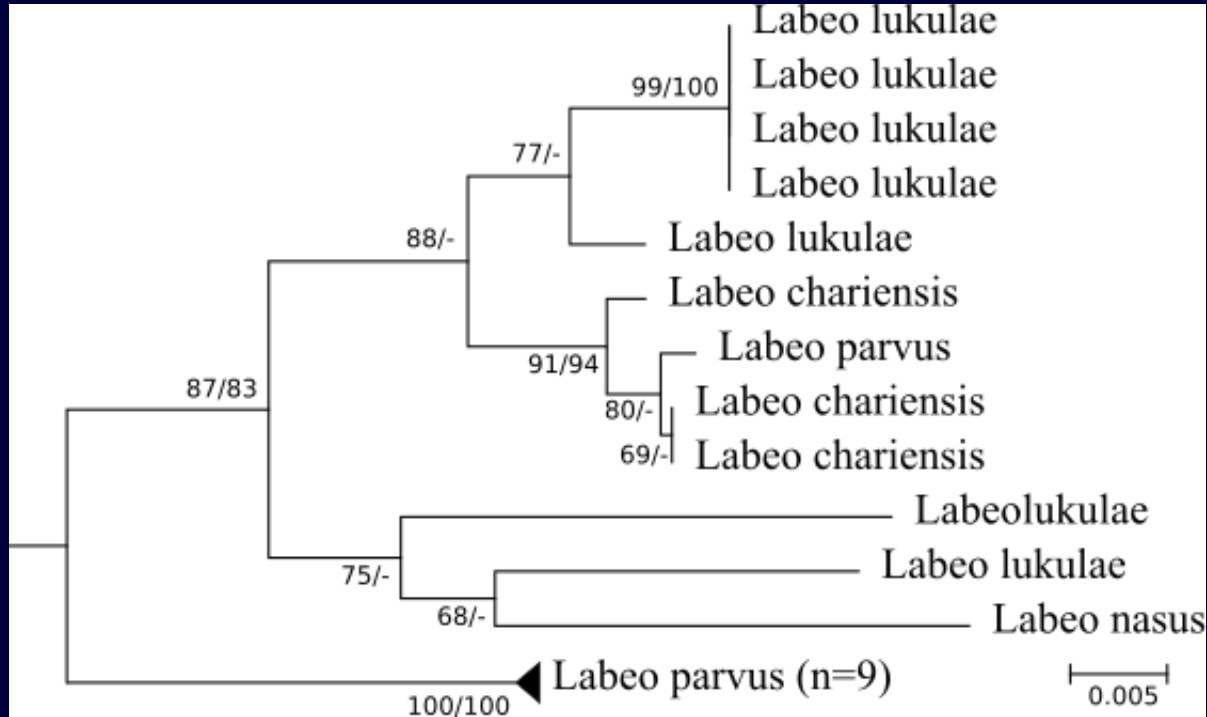 Labeo lukulae
Labeo lukulae
99/100
Labeo lukulae
77/-
Labeo lukulae
88/-
Labeo lukulae
Labeo chariensis
Labeo parvus
91/94
87/83
Labeo chariensis
80/-
69/-
Labeo chariensis
Labeolukulae
75/-
Labeo lukulae
68/-
Labeo nasus
Labeo parvus (n=9)
0.005
100/100